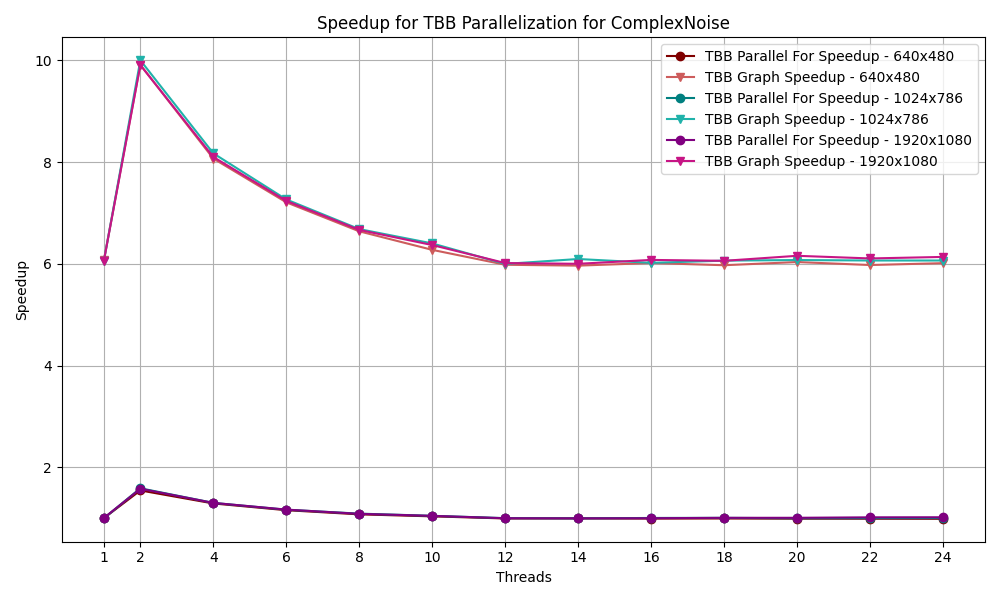 Speedup for TBB Parallelization for ComplexNoise
TBB Parallel For Speedup - 640x480
TBB Graph Speedup - 640x480
TBB Parallel For Speedup - 1024x786
TBB Graph Speedup - 1024x786
TBB Parallel For Speedup - 1920x1080
TBB Graph Speedup - 1920x1080
Speedup
10
8
6
4
2
1 2 4 6 8 10 12 14 16 18 20 22 24
Threads